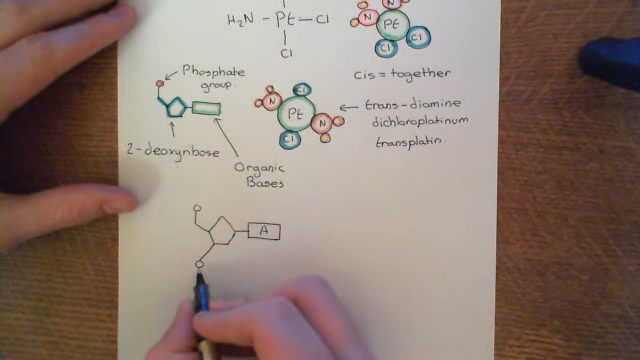 H₂N - Pt - Cl
Cl
N
N
Pt
Cl
Cl
cis = together
Phosphate
group.
2-deoxyribose
Organic
Bases
N
Cl
Pt
N
Cl
trans-diamine
dichloroplatinum
transplatin.
A